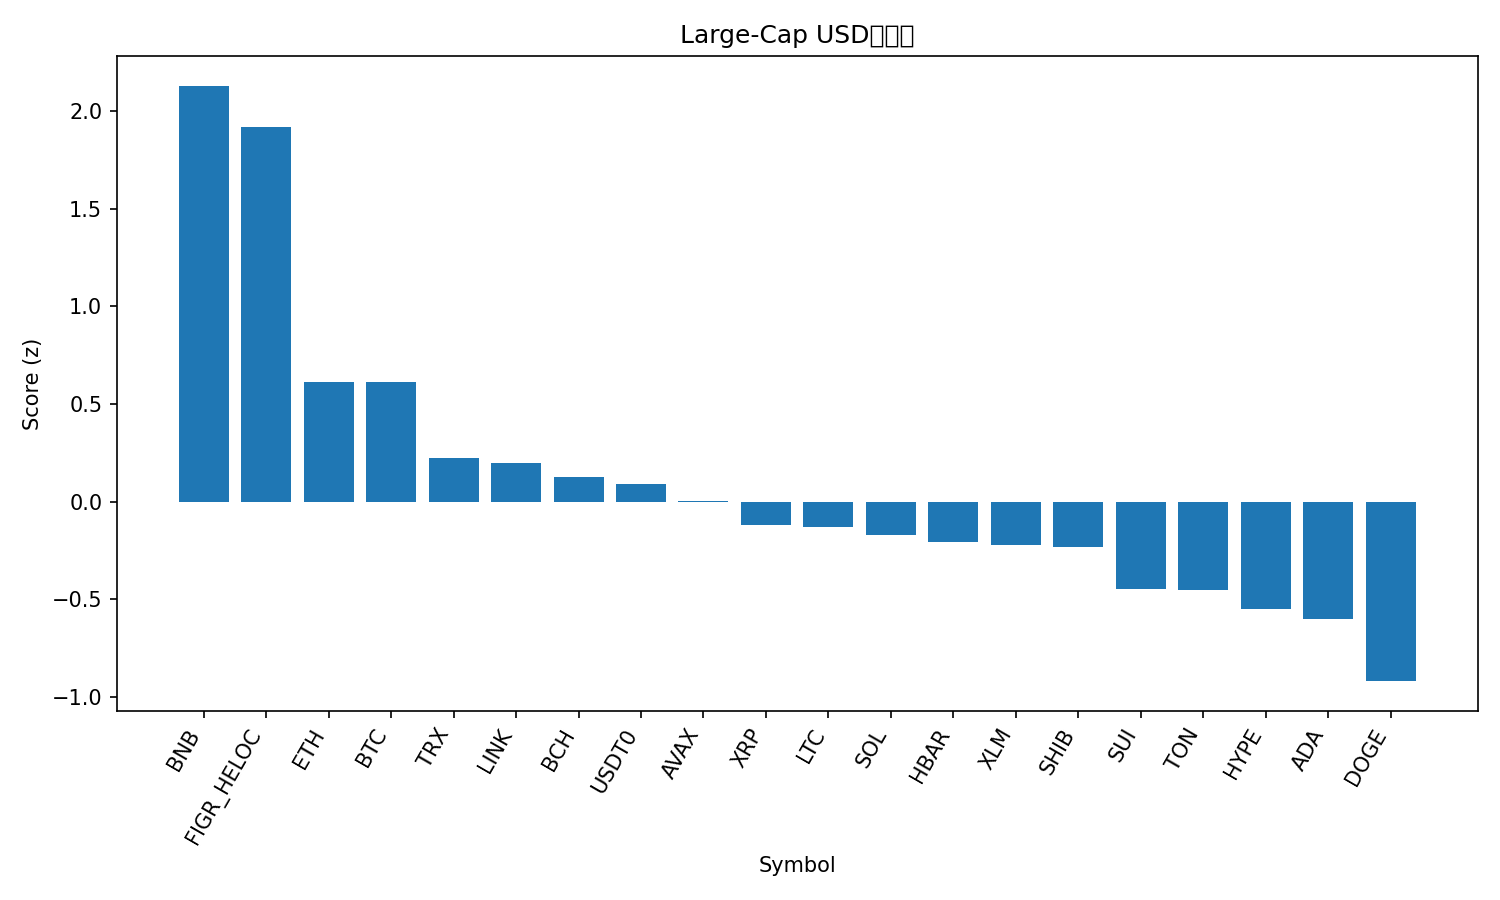 Large-Cap USD
Score (z)
2.0
1.5
1.0
0.5
0.0
−0.5
−1.0
BNB
FIGR_HELOC
ETH
BTC
TRX
LINK
BCH
USDT0
AVAX
XRP
LTC
SOL
HBAR
XLM
SHIB
SUI
TON
HYPE
ADA
DOGE
Symbol